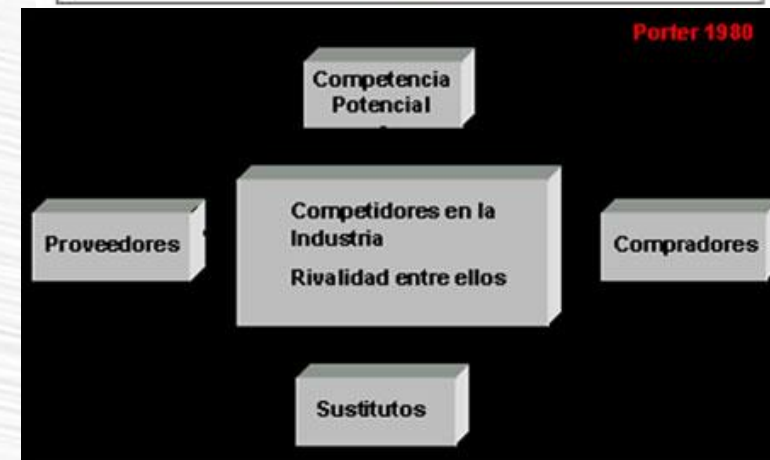 Porter 1980
Competencia
Potencial
Proveedores
Competidores en la
Industria
Rivalidad entre ellos
Compradores
Sustitutos